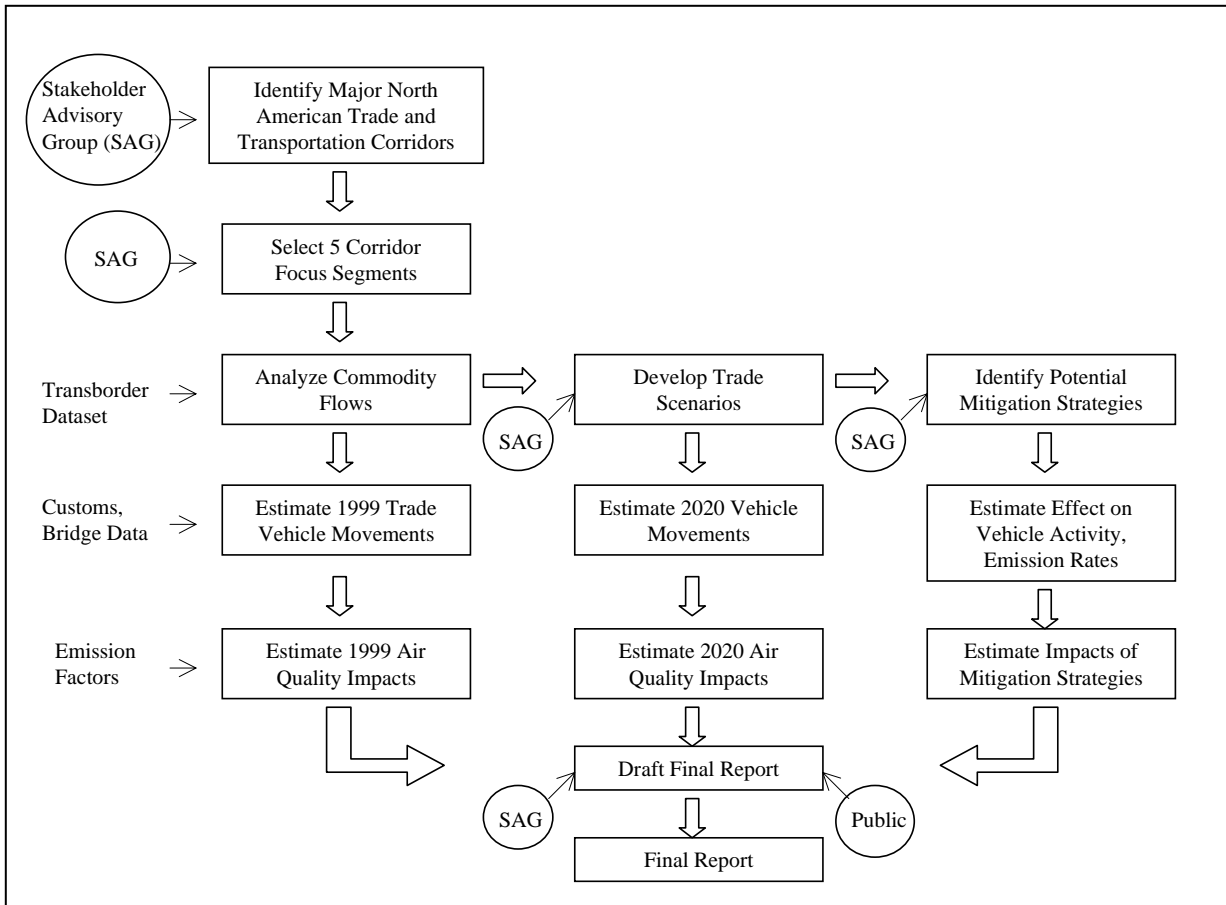 Stakeholder
Advisory
Group (SAG)
Identify Major North
American Trade and
Transportation Corridors
SAG
Select 5 Corridor
Focus Segments
Transborder
Dataset
Analyze Commodity
Flows
SAG
Develop Trade
Scenarios
SAG
Identify Potential
Mitigation Strategies
Customs,
Bridge Data
Estimate 1999 Trade
Vehicle Movements
Estimate 2020 Vehicle
Movements
Estimate Effect on
Vehicle Activity,
Emission Rates
Emission
Factors
Estimate 1999 Air
Quality Impacts
Estimate 2020 Air
Quality Impacts
Estimate Impacts of
Mitigation Strategies
Draft Final Report
SAG
Public
Final Report